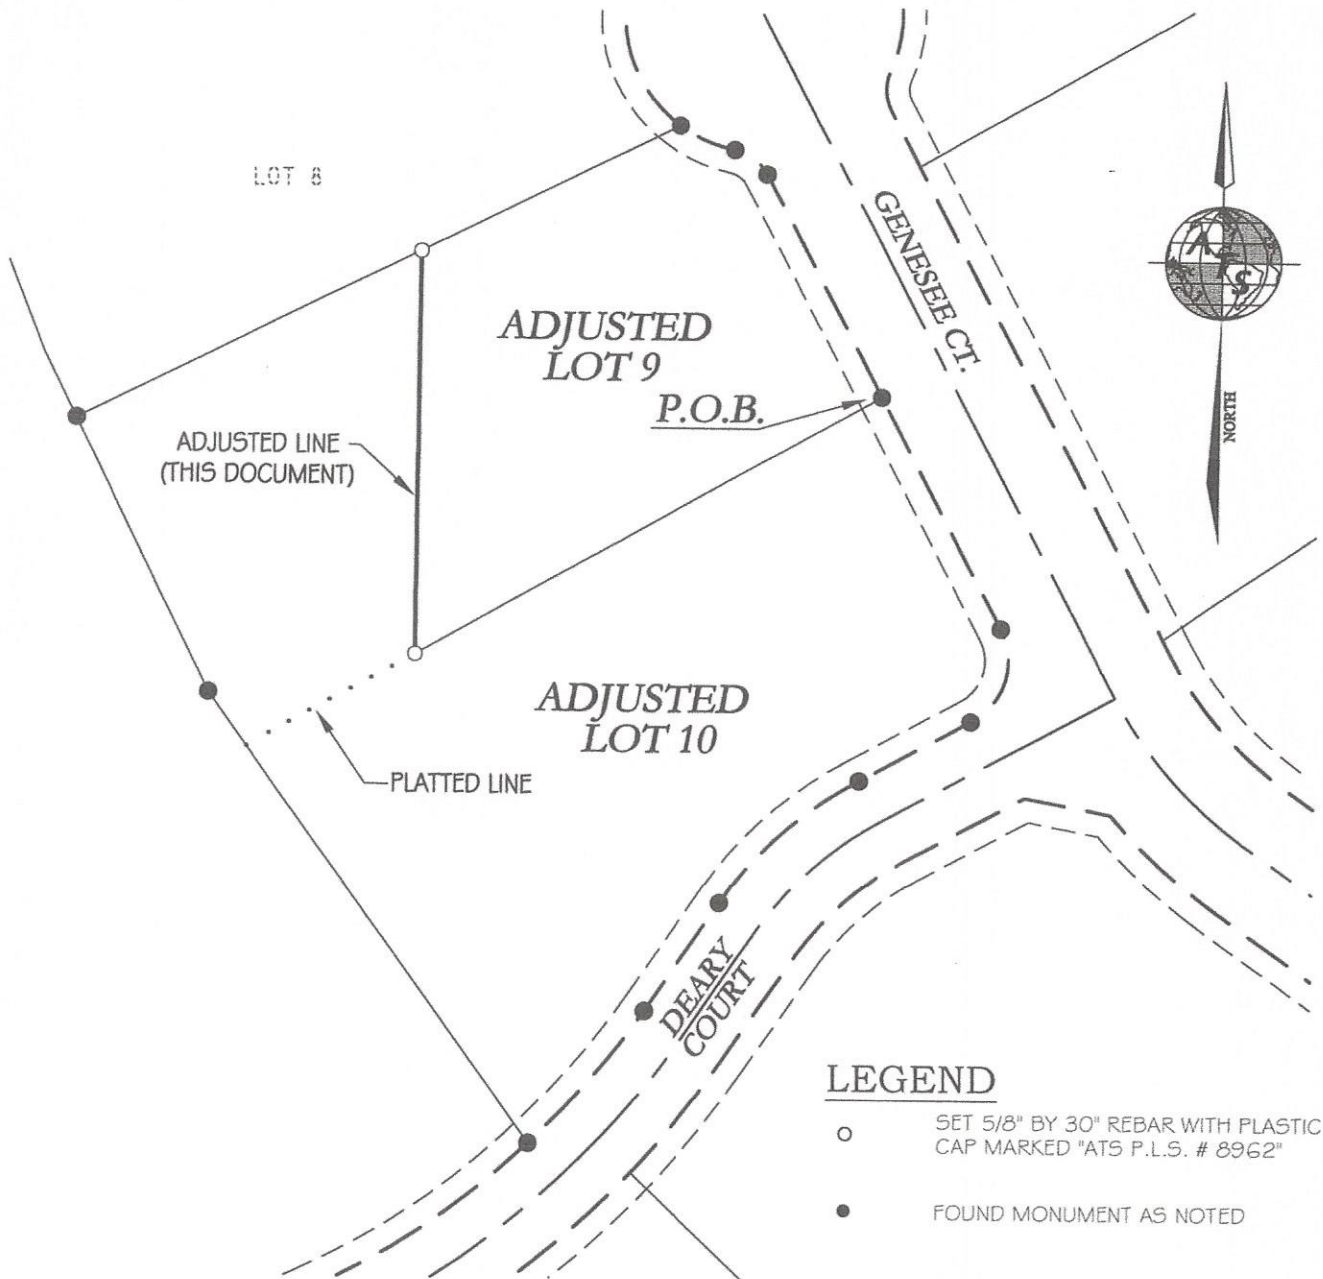 LOT 8
GENESEE CT.
ATS
ADJUSTED
LOT 9
P.O.B.
NORTH
ADJUSTED LINE
(THIS DOCUMENT)
ADJUSTED
LOT 10
PLATTED LINE
DEARY
COURT
LEGEND
SET 5/8" BY 30" REBAR WITH PLASTIC
CAP MARKED "ATS P.L.S. # 8962"
FOUND MONUMENT AS NOTED